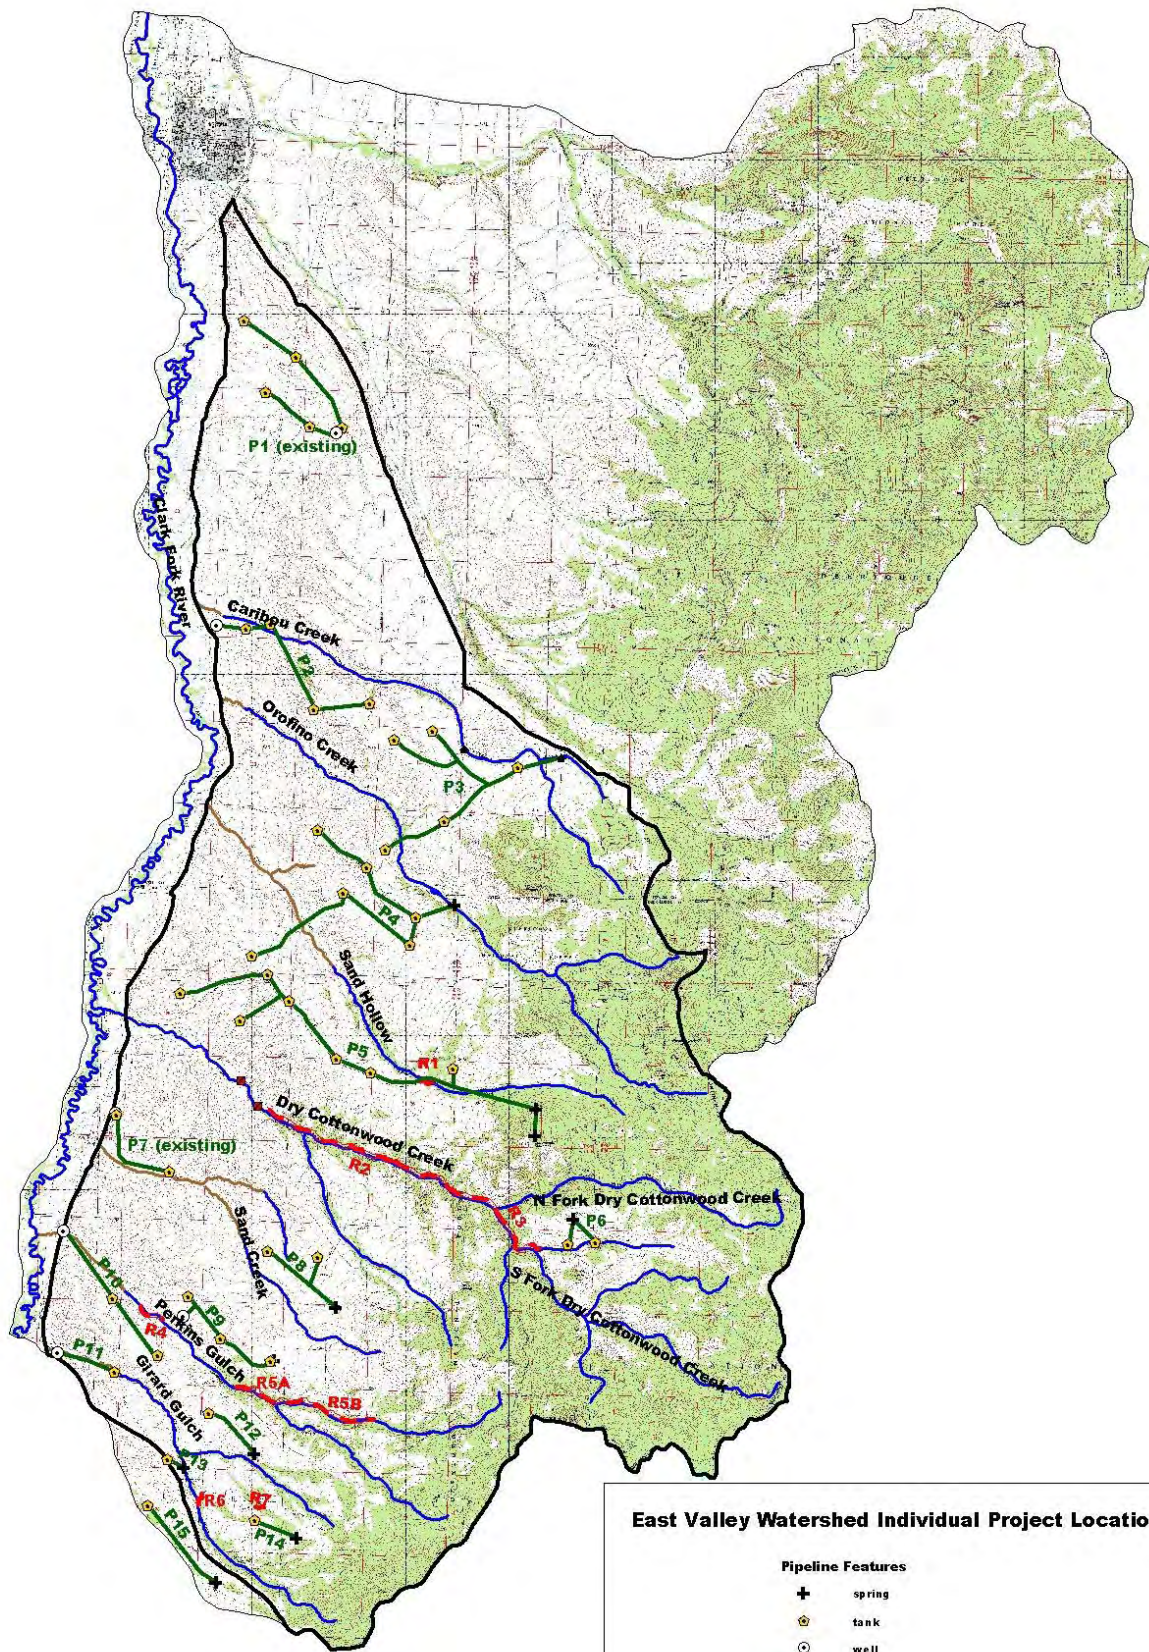 P1 (existing)
Clark Fork River
Caribou Creek
P2
Orofino Creek
P3
P4
Sand Hollow
P5
R1
Dry Cottonwood Creek
P7 (existing)
R2
N Fork Dry Cottonwood Creek
R3
P6
Sand Creek
P8
S Fork Dry Cottonwood Creek
P10
P9
R4
Perkins Gulch
P11
Girard Gulch
R5A
R5B
P12
P13
R6
R7
P14
P15
East Valley Watershed Individual Project Locatio
Pipeline Features
spring
tank
well